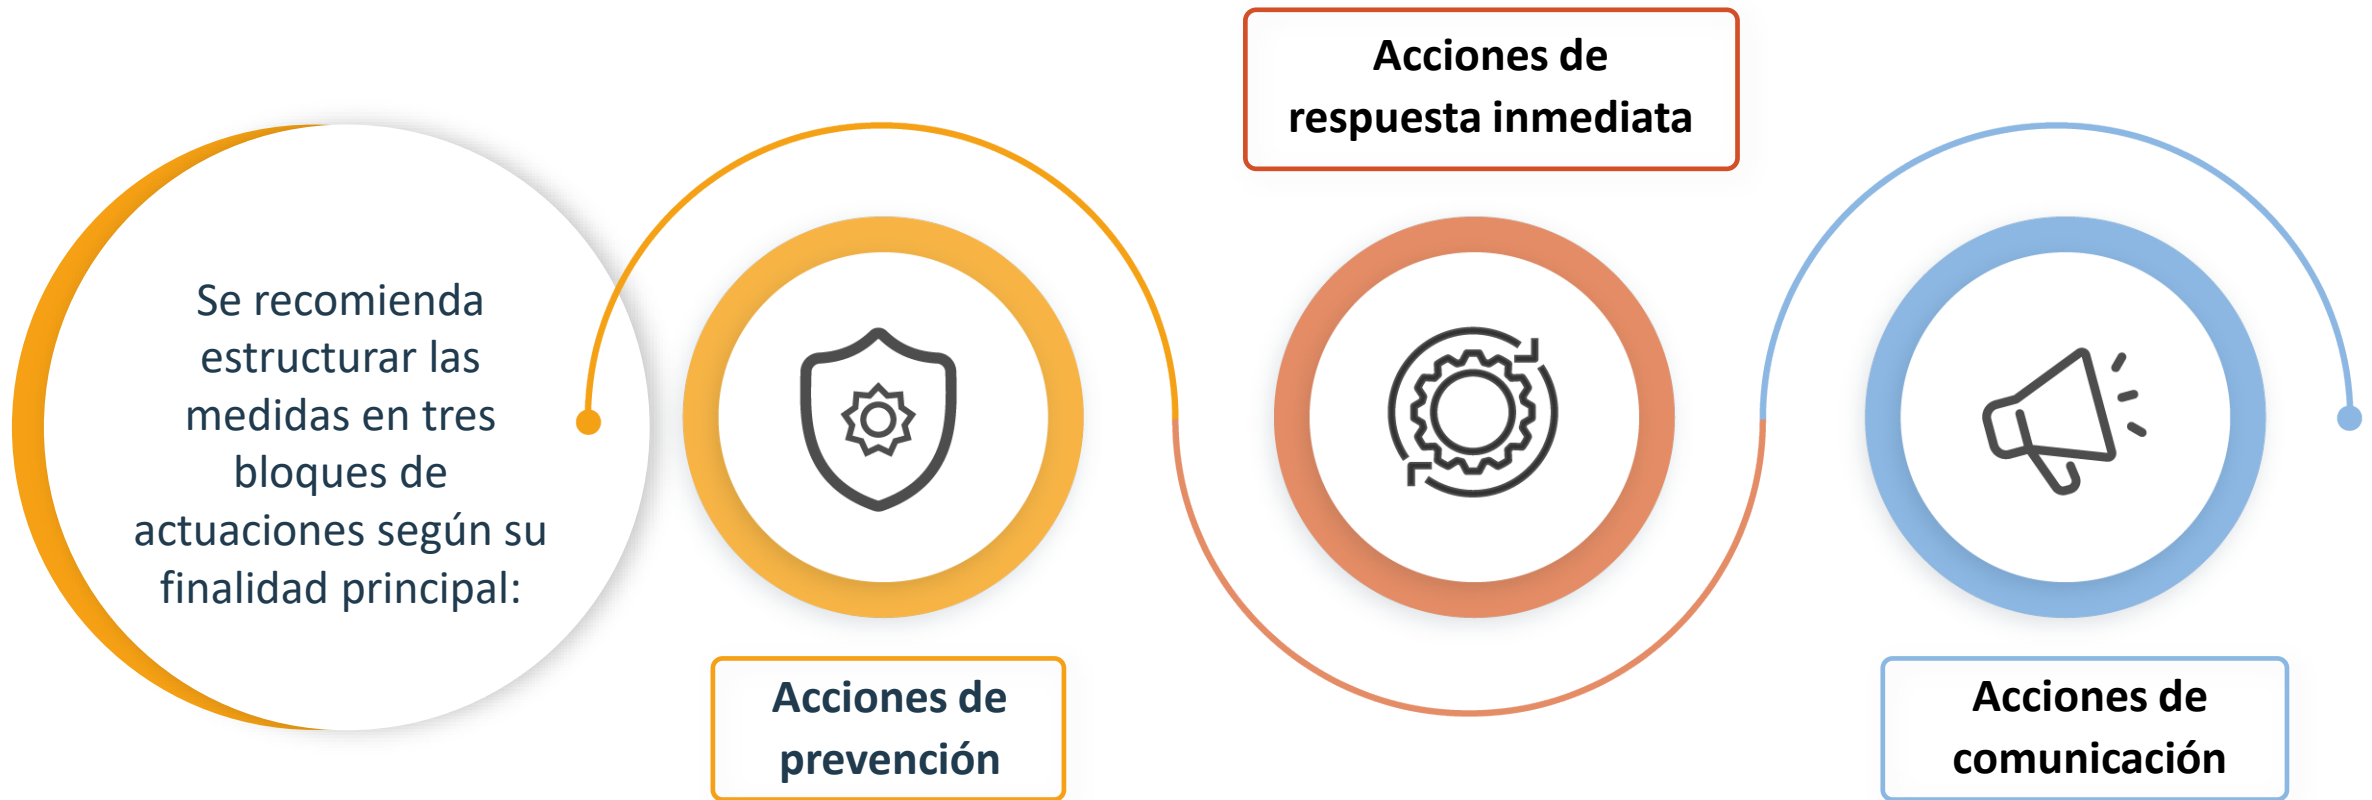 Se recomienda
estructurar las
medidas en tres
bloques de
actuaciones según su
finalidad principal:
Acciones de
prevención
Acciones de
respuesta inmediata
Acciones de
comunicación